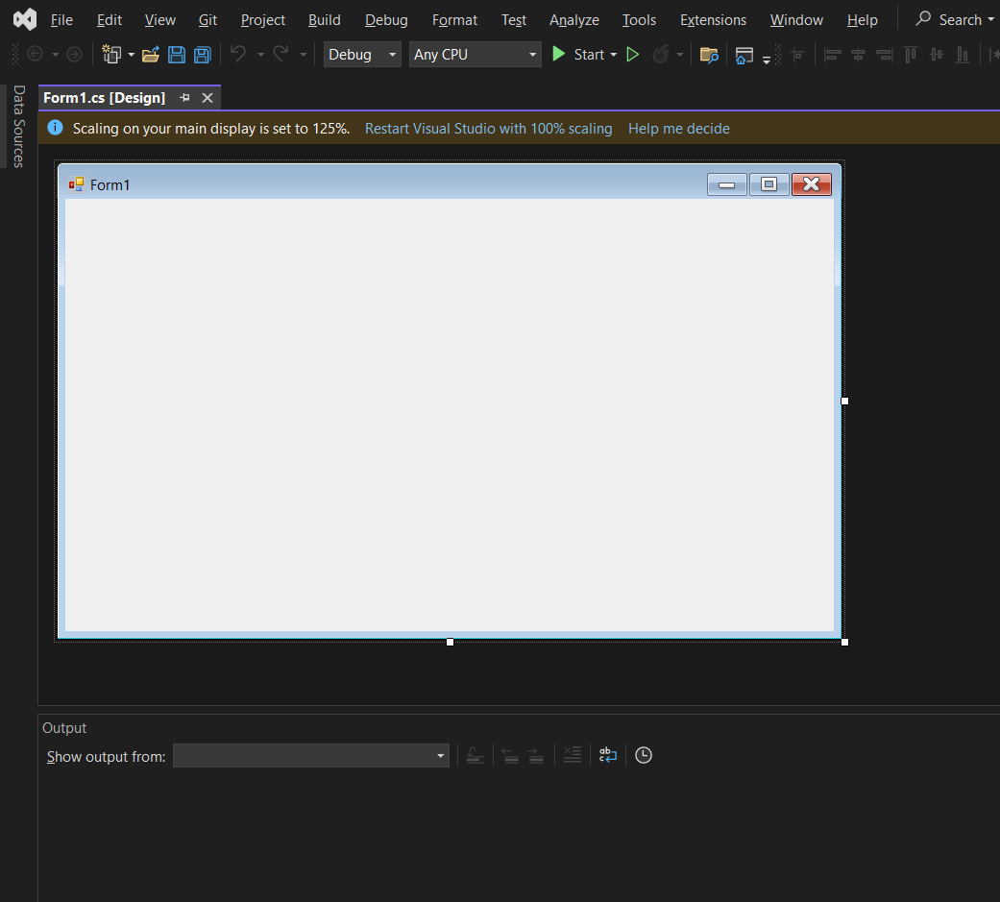 File Edit View Git Project Build Debug Format Test Analyze Tools Extensions Window Help Search
Debug Any CPU Start
Data Sources
Form1.cs [Design]
Scaling on your main display is set to 125%. Restart Visual Studio with 100% scaling Help me decide
Form1
Output
Show output from:
ab
c